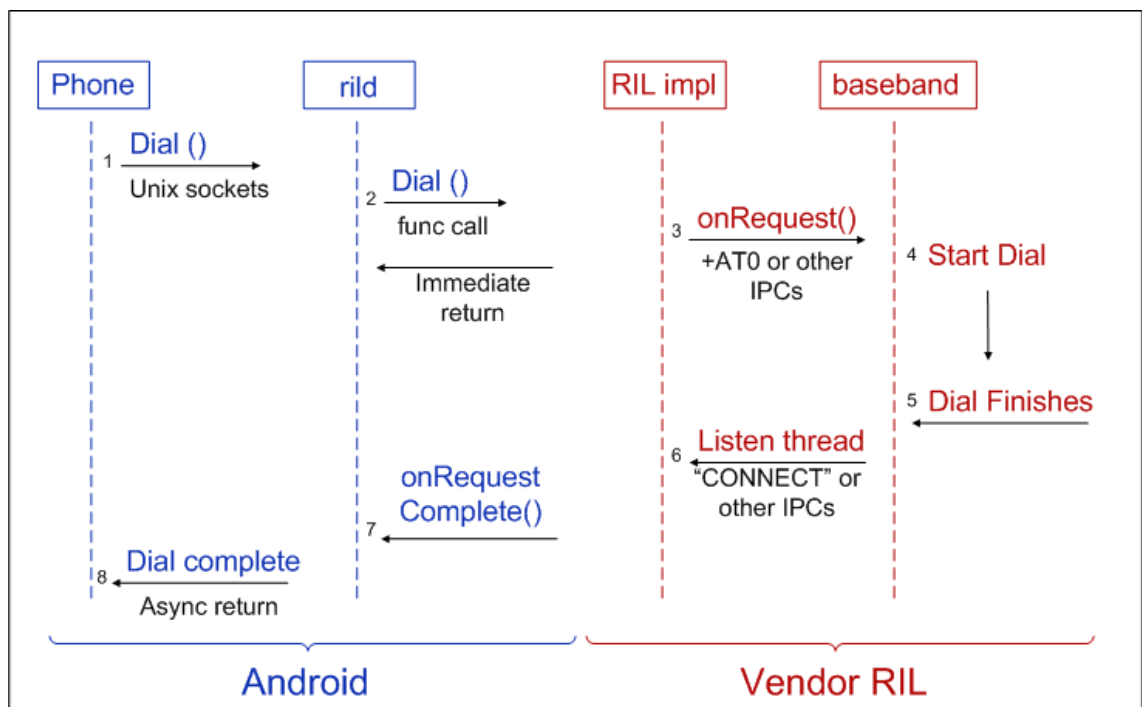 Phone
rild
RIL impl
baseband
1
Dial ()
Unix sockets
2
Dial ()
func call
Immediate
return
3
onRequest()
+AT0 or other
IPCs
4
Start Dial
5
Dial Finishes
6
Listen thread
“CONNECT” or
other IPCs
7
onRequest
Complete()
8
Dial complete
Async return
Android
Vendor RIL